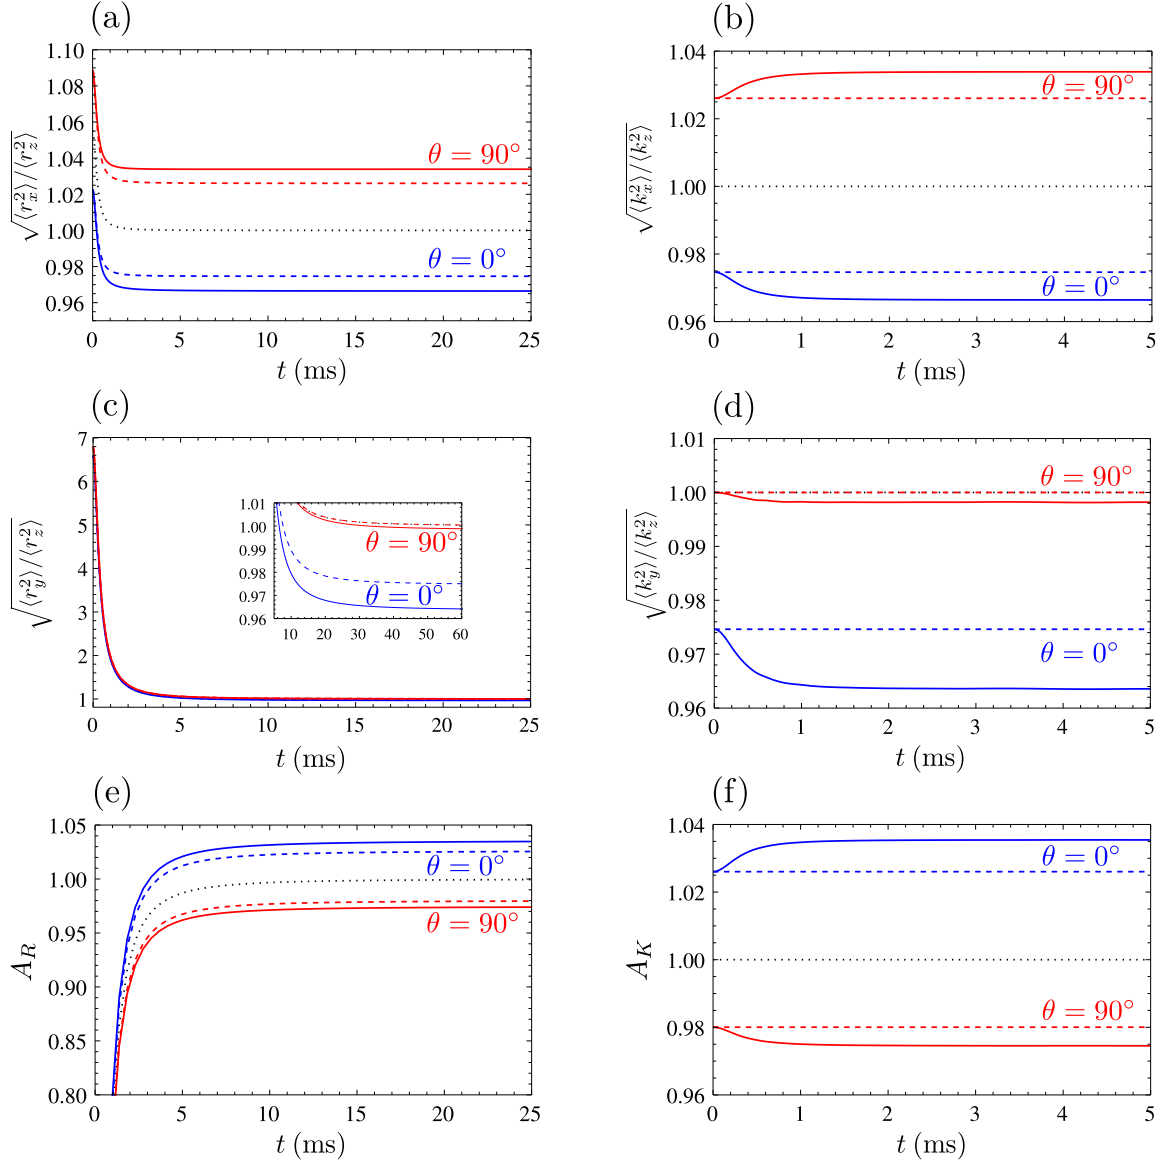 (a)
1.10
1.08
1.06
1.04
1.02
1.00
0.98
0.96
√⟨r_x^2⟩/⟨r_z^2⟩
θ = 90°
θ = 0°
0 5 10 15 20 25
t (ms)
(b)
1.04
1.02
1.00
0.98
0.96
√⟨k_x^2⟩/⟨k_z^2⟩
θ = 90°
θ = 0°
0 1 2 3 4 5
t (ms)
(c)
7
6
5
4
3
2
1
√⟨r_y^2⟩/⟨r_z^2⟩
1.01
1.00
0.99
0.98
0.97
0.96
θ = 90°
θ = 0°
10 20 30 40 50 60
0 5 10 15 20 25
t (ms)
(d)
1.01
1.00
0.99
0.98
0.97
0.96
√⟨k_y^2⟩/⟨k_z^2⟩
θ = 90°
θ = 0°
0 1 2 3 4 5
t (ms)
(e)
1.05
1.00
0.95
0.90
0.85
0.80
A_R
θ = 0°
θ = 90°
0 5 10 15 20 25
t (ms)
(f)
1.04
1.02
1.00
0.98
0.96
A_K
θ = 0°
θ = 90°
0 1 2 3 4 5
t (ms)